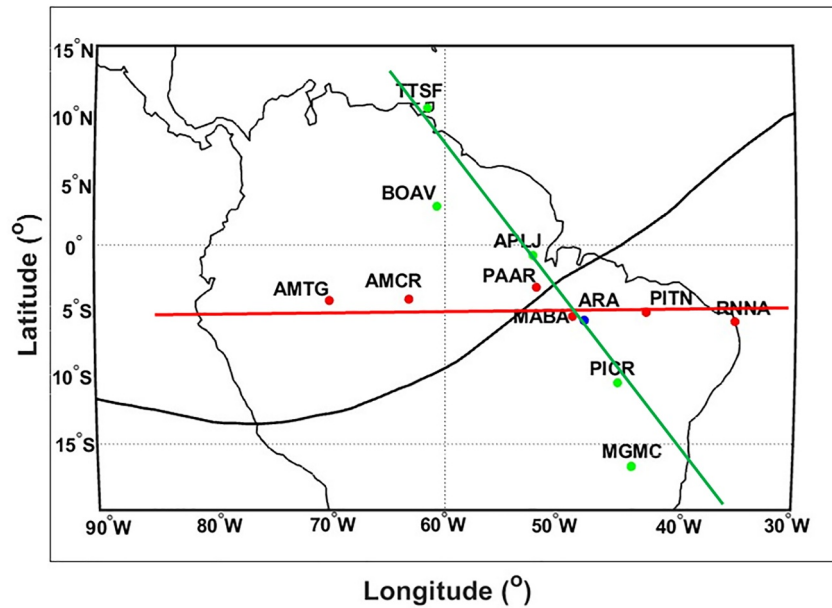 15°N
TTSF
10°N
5°N
BOAV
0°
APLJ
PAAR
AMTG
AMCR
ARA
PITN
RNNA
5°S
MABA
10°S
PICR
15°S
MGMC
90°W 80°W 70°W 60°W 50°W 40°W 30°W
Latitude (°)
Longitude (°)